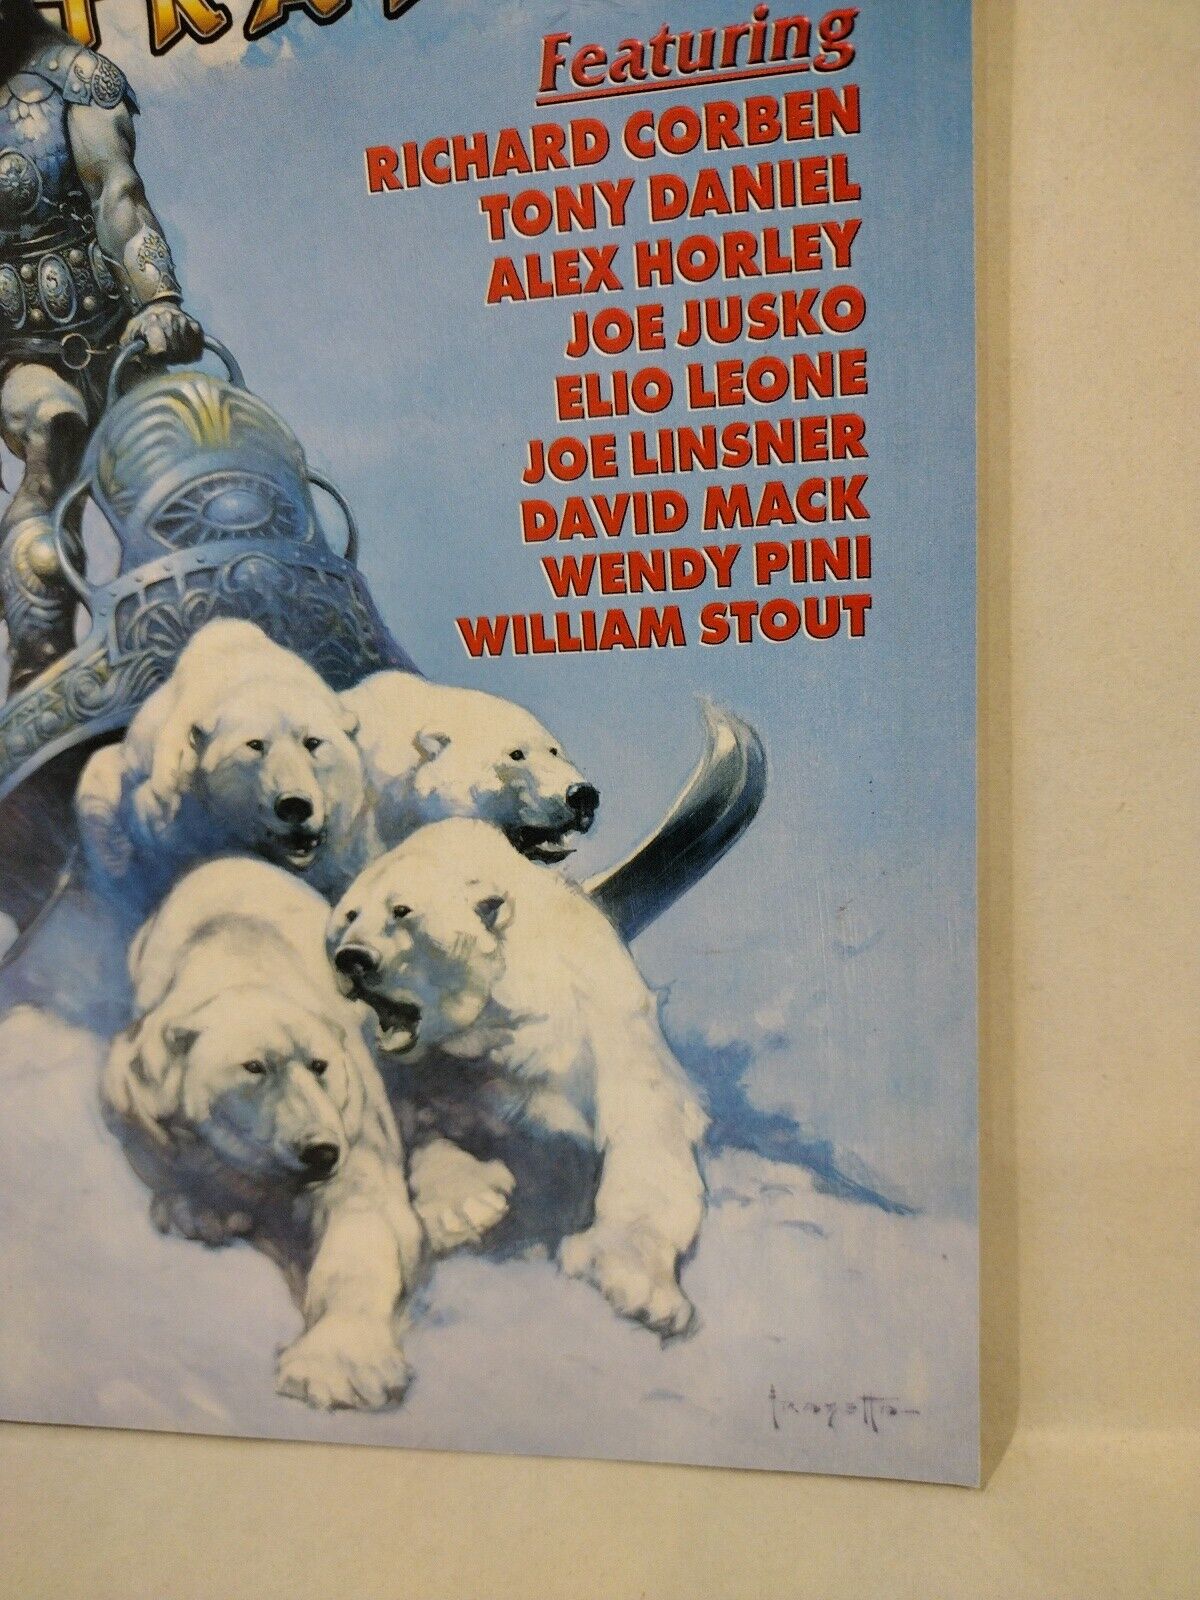 Featuring
RICHARD CORBEN
TONY DANIEL
ALEX HORLEY
JOE JUSKO
ELIO LEONE
JOE LINSNER
DAVID MACK
WENDY PINI
WILLIAM STOUT
Frazetta